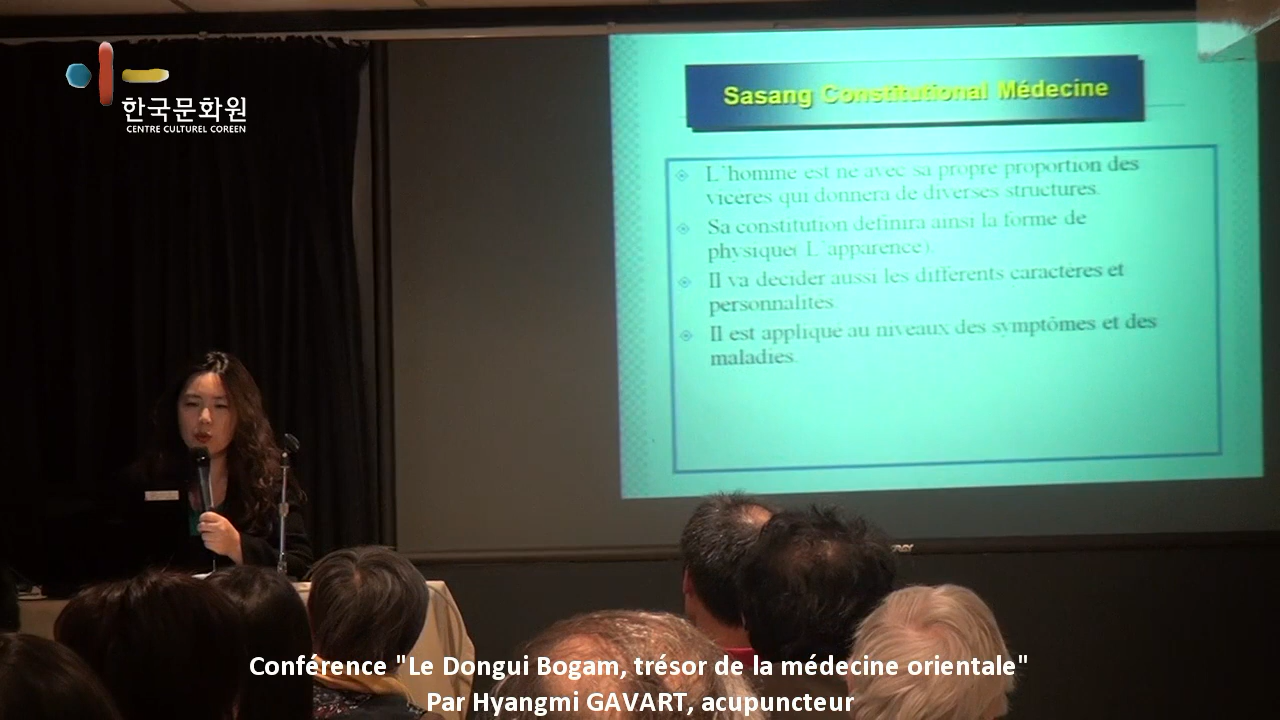 한국문화원
CENTRE CULTUREL COREEN
Sasang Constitutional Médecine
L'homme est ne avec sa propre proportion des
viceres qui donnera de diverses structures.
Sa constitution definira ainsi la forme de
physique( L'apparence).
Il va decider aussi les différents caractères et
personnalites.
Il est applique au niveaux des symptômes et des
maladies.
Conférence "Le Dongui Bogam, trésor de la médecine orientale"
Par Hyangmi GAVART, acupuncteur